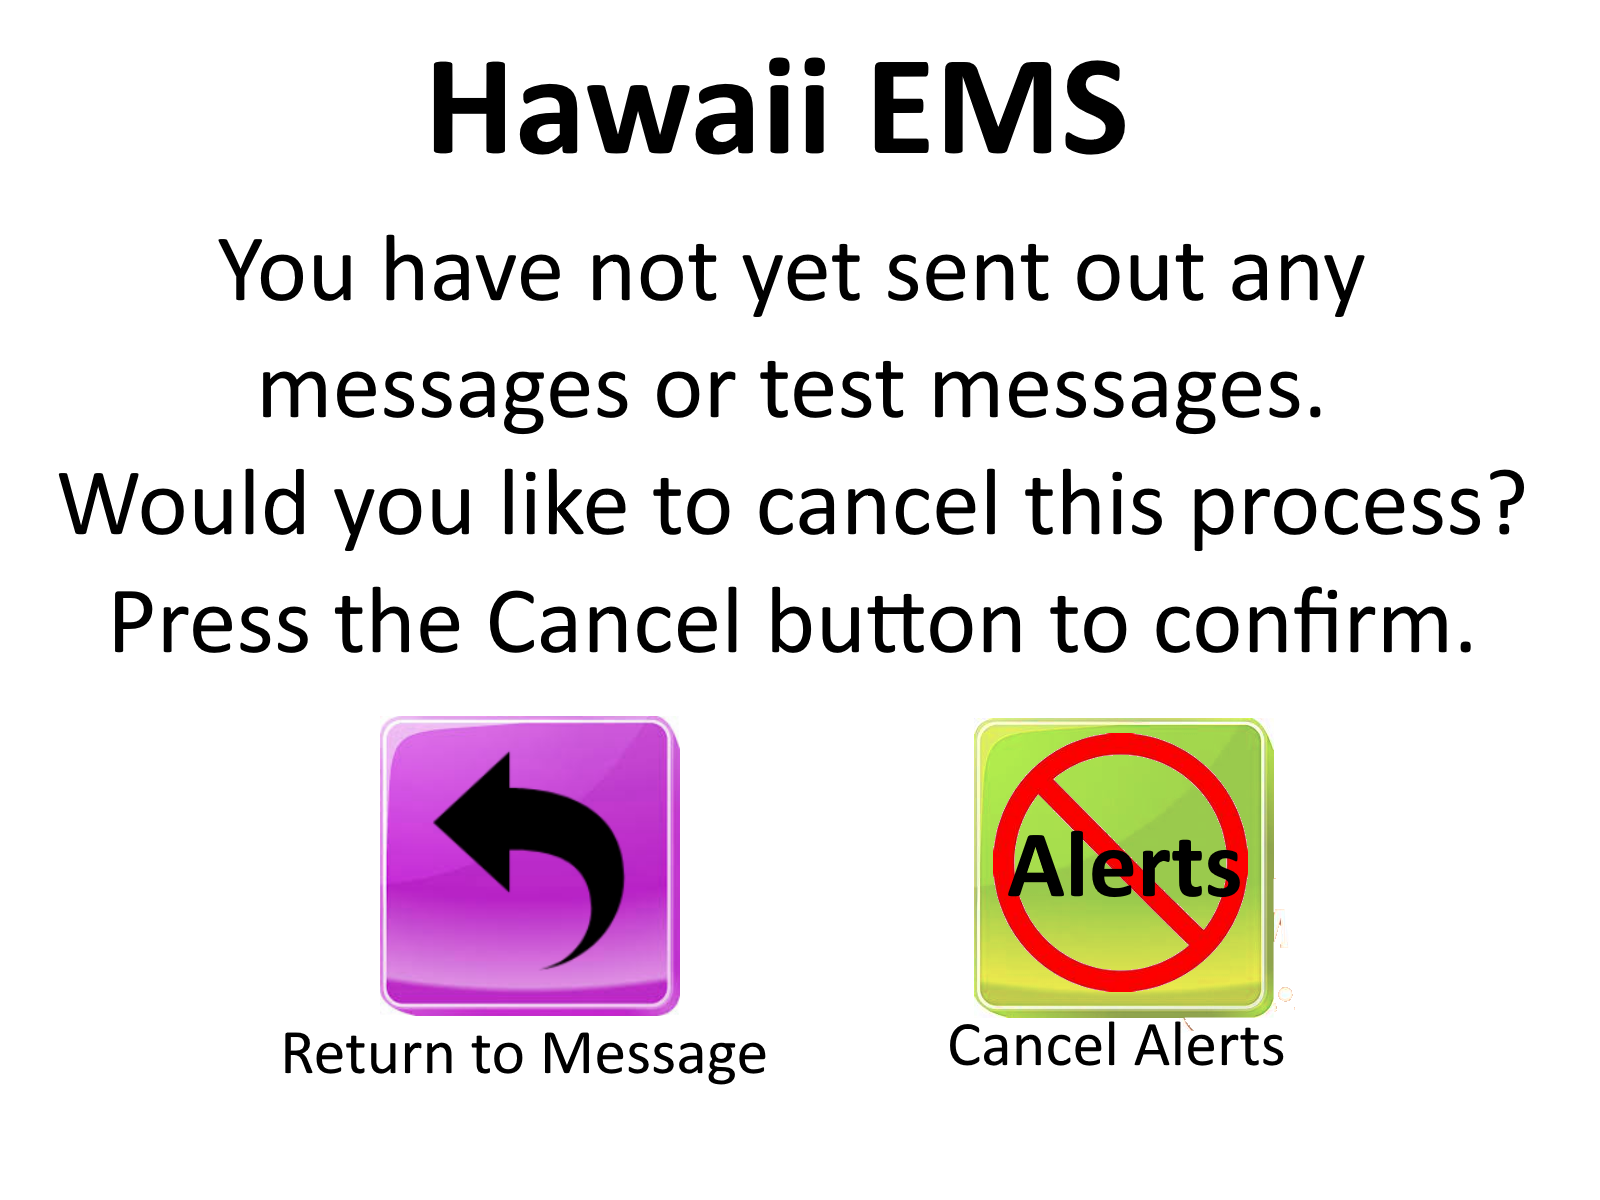 Hawaii EMS
You have not yet sent out any
messages or test messages.
Would you like to cancel this process?
Press the Cancel button to confirm.
Alerts
Return to Message
Cancel Alerts